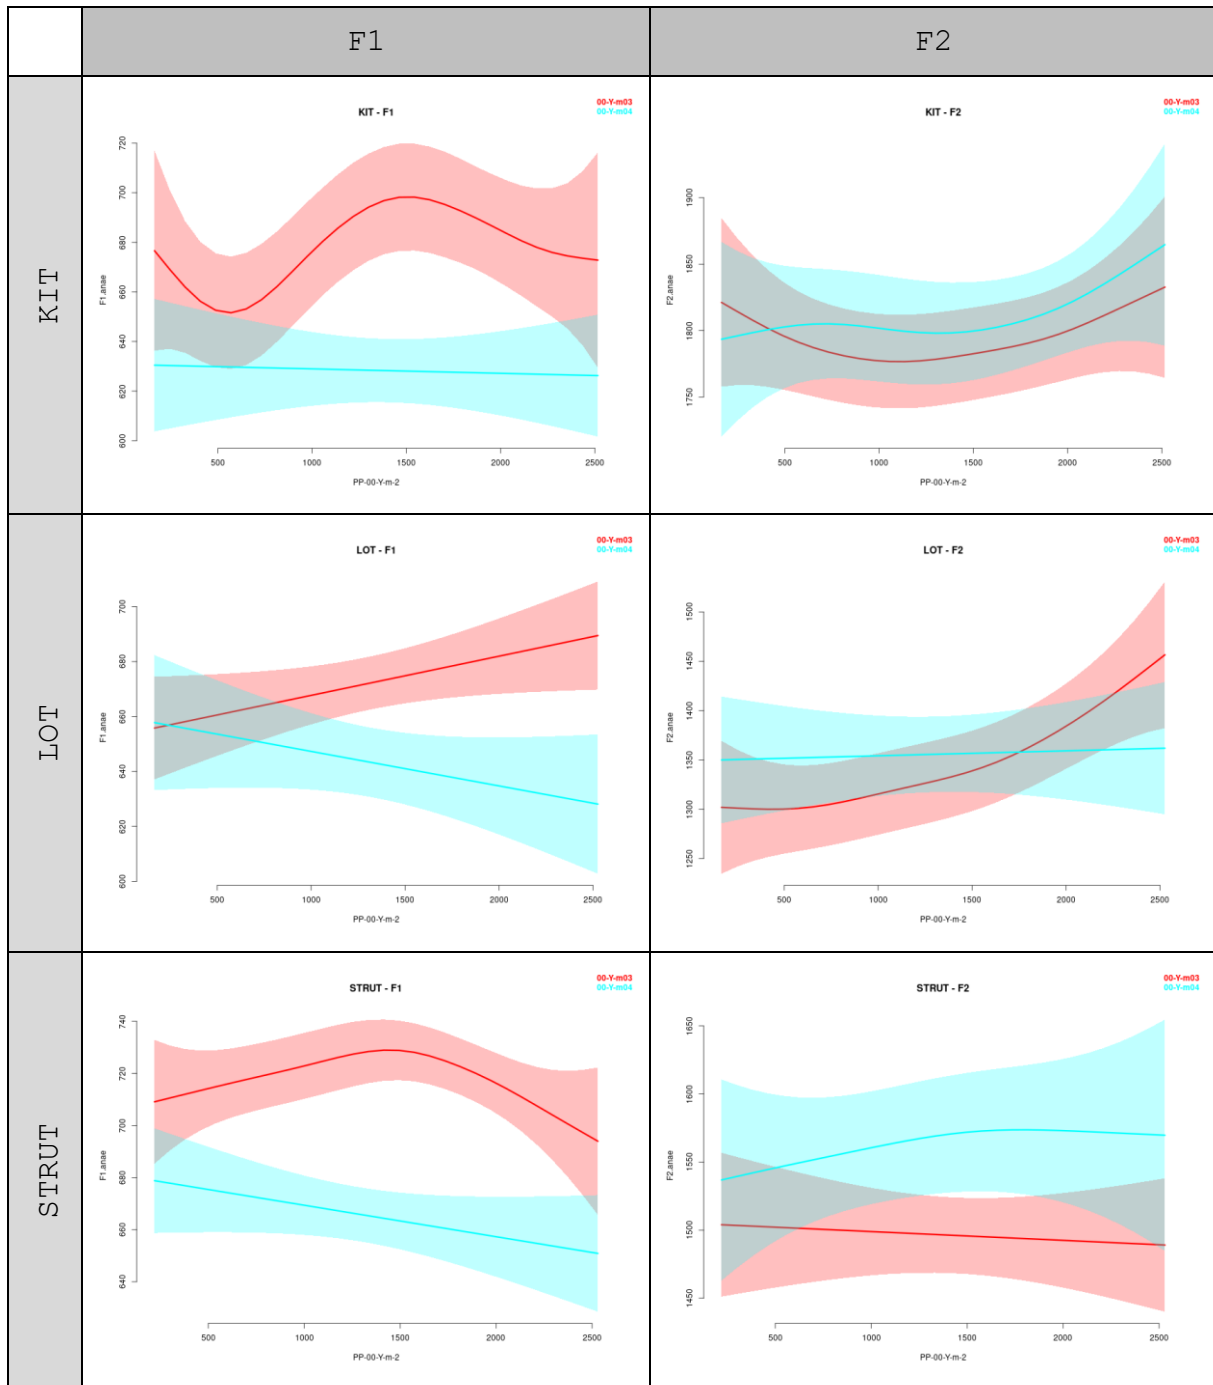 F1
F2
KIT
KIT - F1
00-Y-m03
00-Y-m04
F1.anae
720
700
680
660
640
620
600
500 1000 1500 2000 2500
PP-00-Y-m-2
KIT - F2
00-Y-m03
00-Y-m04
F2.anae
1900
1850
1800
1750
500 1000 1500 2000 2500
PP-00-Y-m-2
LOT
LOT - F1
00-Y-m03
00-Y-m04
F1.anae
700
680
660
640
620
600
500 1000 1500 2000 2500
PP-00-Y-m-2
LOT - F2
00-Y-m03
00-Y-m04
F2.anae
1500
1450
1400
1350
1300
1250
500 1000 1500 2000 2500
PP-00-Y-m-2
STRUT
STRUT - F1
00-Y-m03
00-Y-m04
F1.anae
740
720
700
680
660
640
500 1000 1500 2000 2500
PP-00-Y-m-2
STRUT - F2
00-Y-m03
00-Y-m04
F2.anae
1650
1600
1550
1500
1450
500 1000 1500 2000 2500
PP-00-Y-m-2